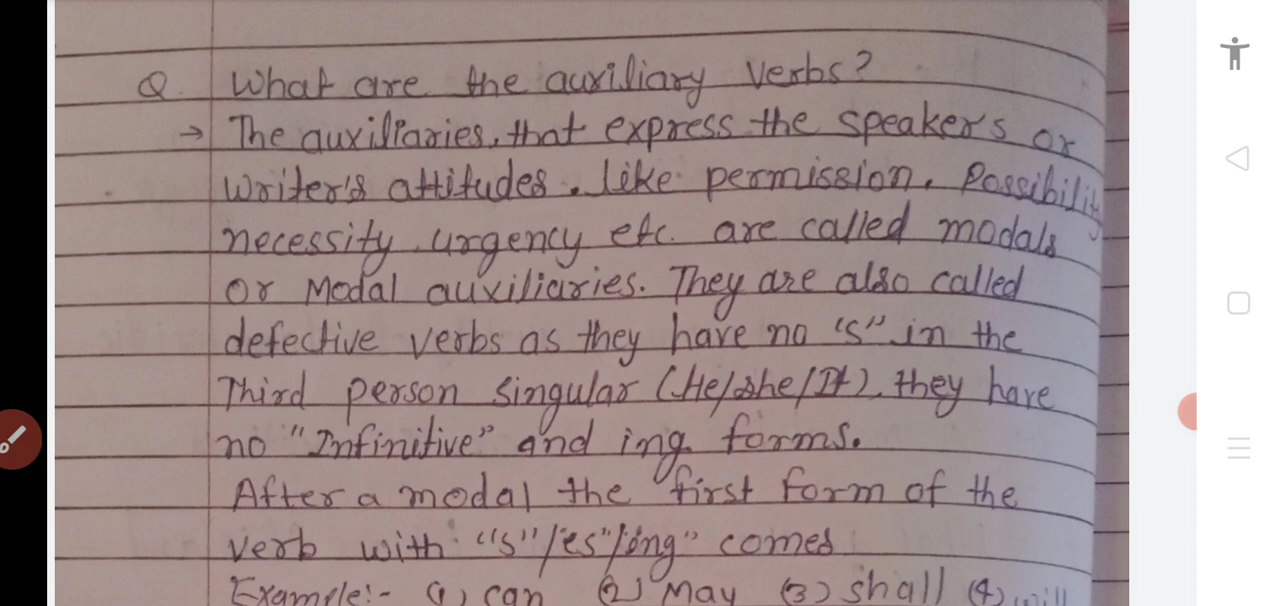 Q. What are the auxiliary verbs?
→ The auxiliaries, that express the speaker's or
writer's attitudes. like permission. Possibility
necessity. urgency etc. are called modals
or Modal auxiliaries. They are also called
defective verbs as they have no "s" in the
Third person singular (He/she/It). they have
no "Infinitive" and ing forms.
After a modal the first form of the
verb with "s"/"es"/ing" comes
Example:- (1) can (2) May (3) shall (4) will